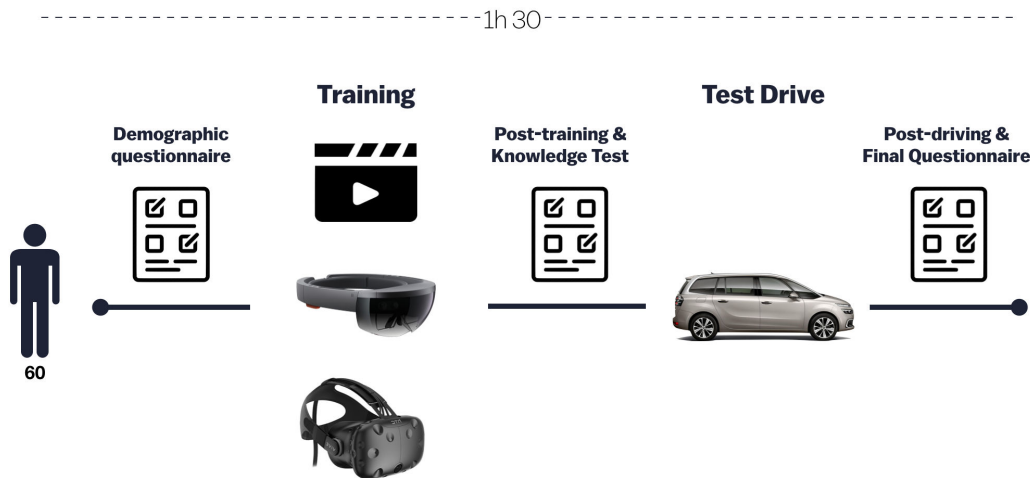 1h 30
Training
Test Drive
Demographic
questionnaire
Post-training &
Knowledge Test
Post-driving &
Final Questionnaire
60